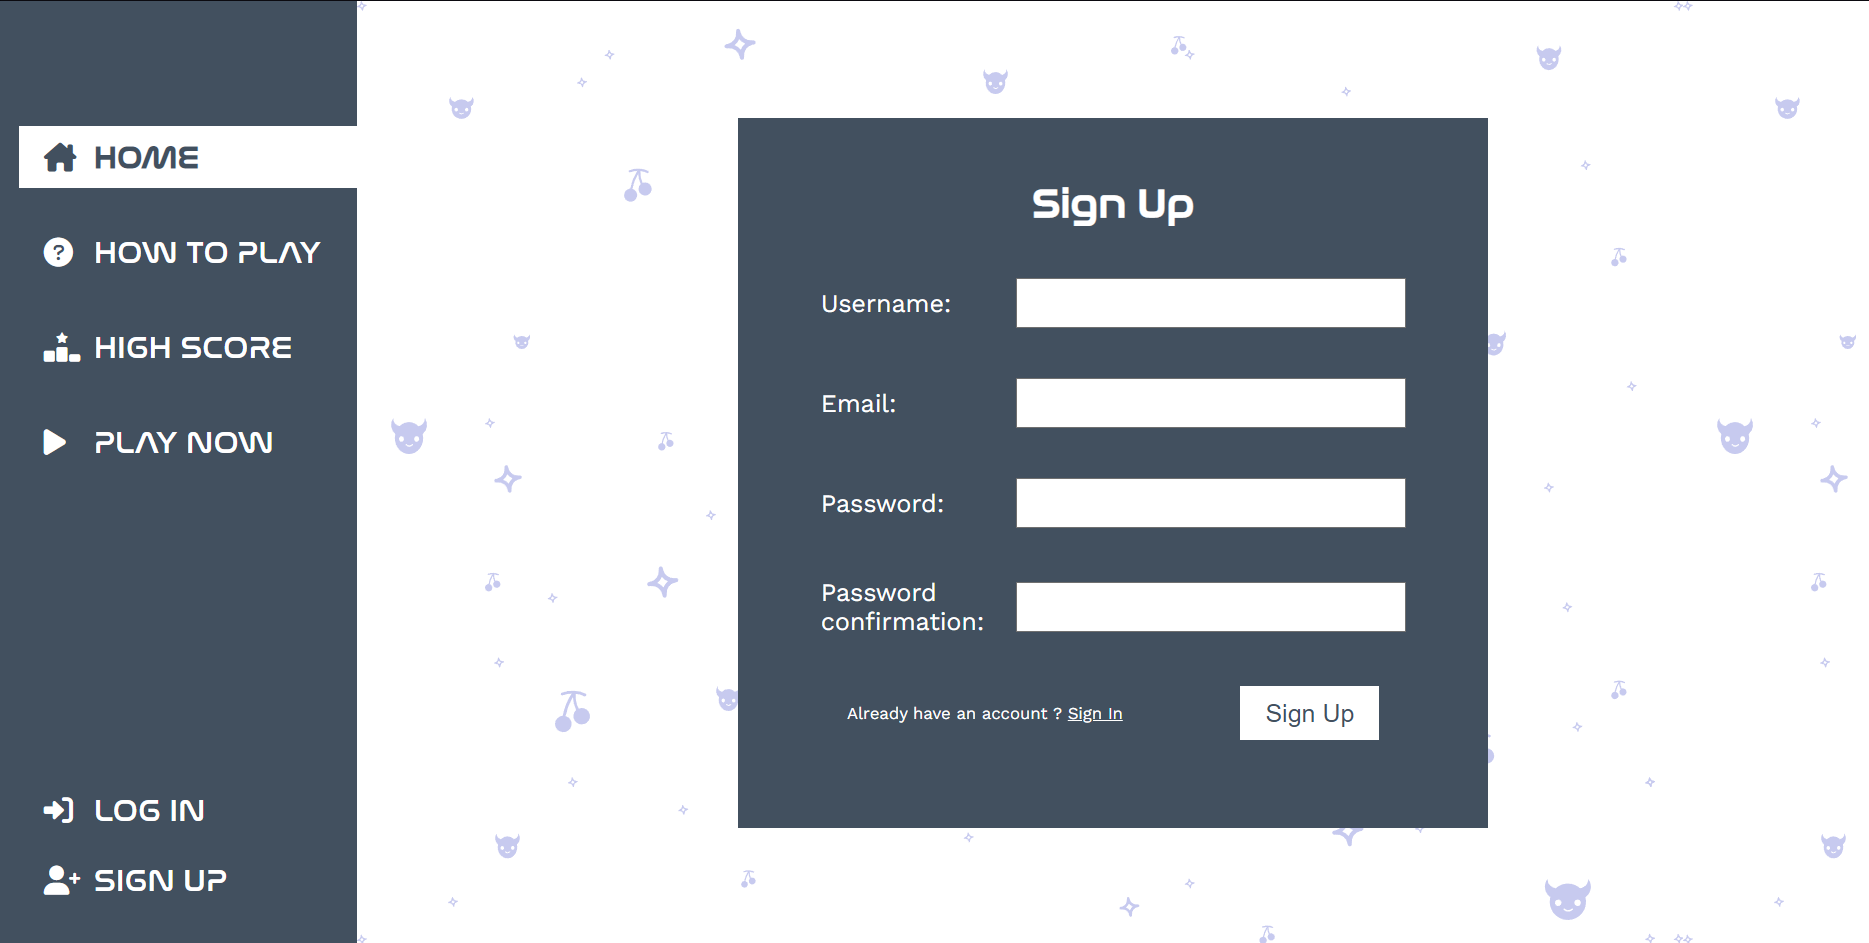 HOME
HOW TO PLAY
HIGH SCORE
PLAY NOW
LOG IN
SIGN UP
Sign Up
Username:
Email:
Password:
Password
confirmation:
Already have an account ? Sign In
Sign Up